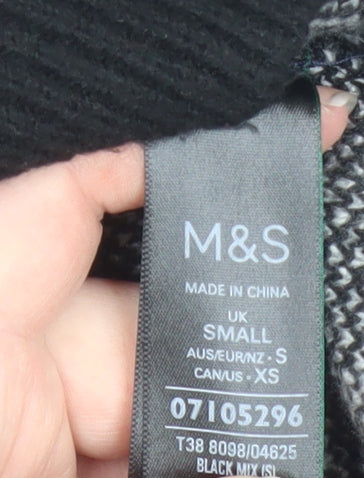 M&S
MADE IN CHINA
UK
SMALL
AUS/EUR/NZ · S
CAN/US · XS
07105296
T38 8098/04625
BLACK MIX (S)